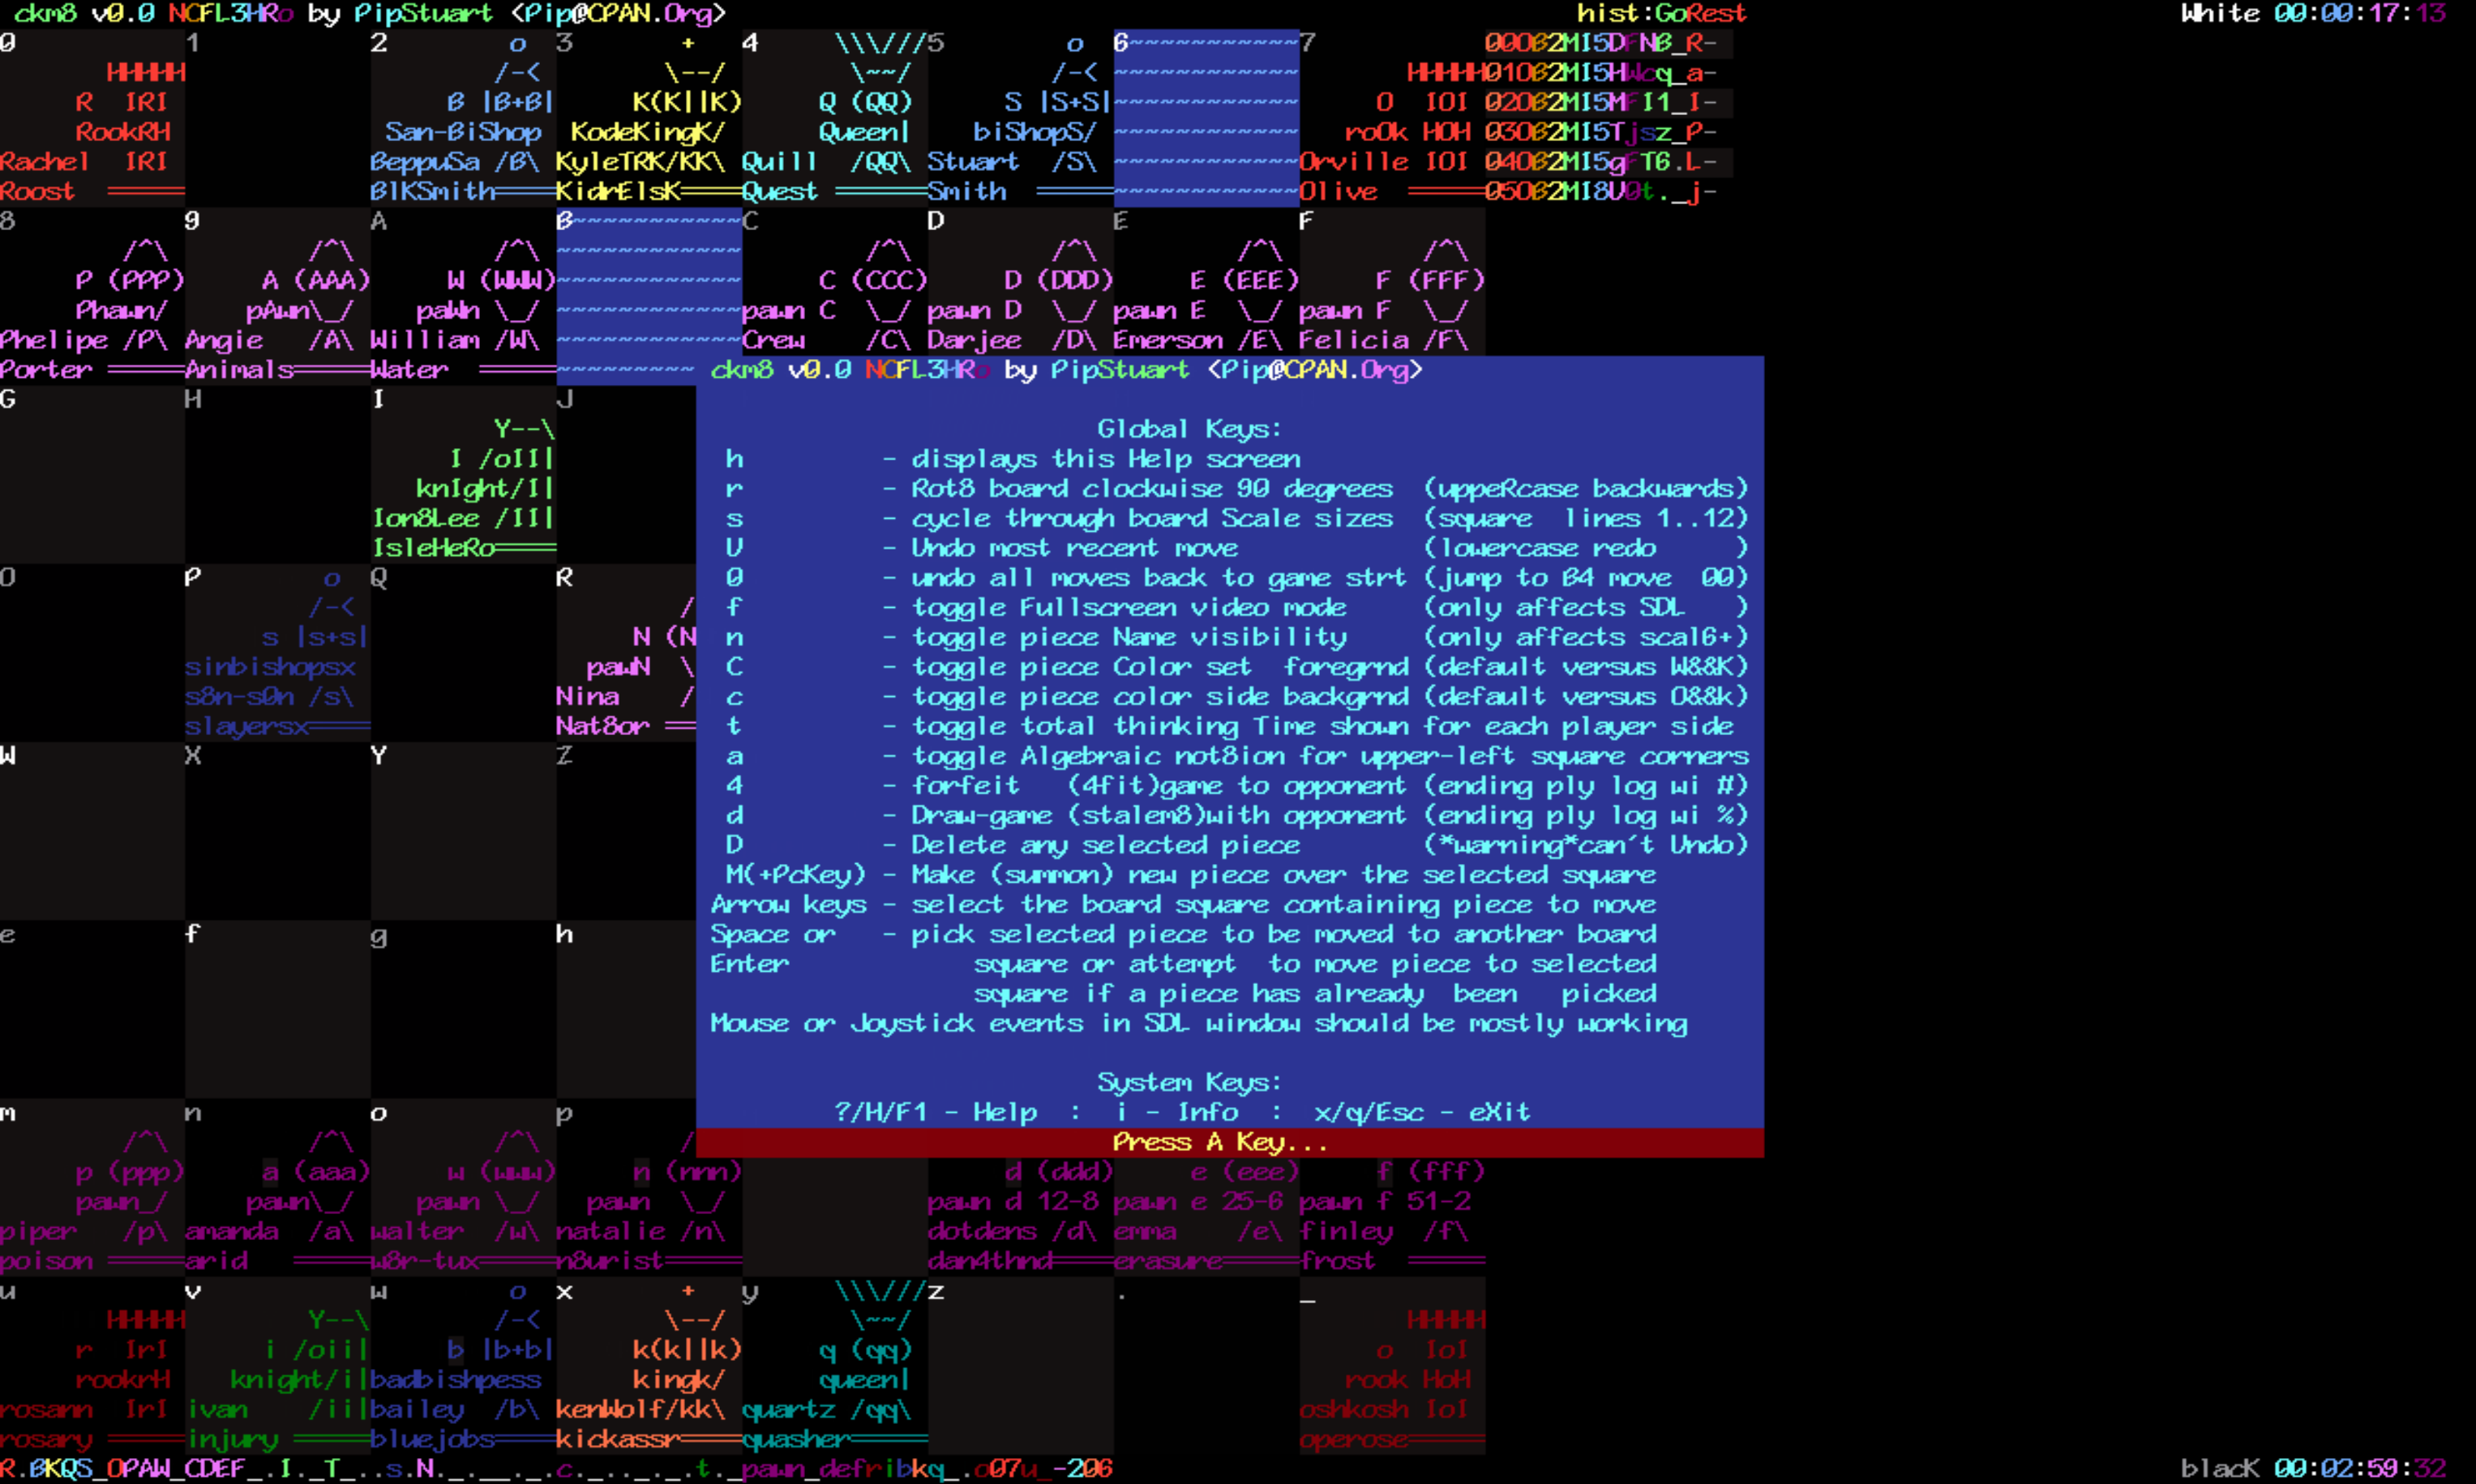 ckm8 v0.0 NCFL3HRo by PipStuart <Pip@CPAN.Org> hist:GoRest White 00:00:17:13
0 1 2 o 3 + 4 \\\/// 5 o 6~~~~~~~~~~~ 7
HHHHH /-< \--/ \~~/ /-< ~~~~~~~~~~~~ HHHHH
R IRI B |B+B| K(K||K) Q (QQ) S |S+S| ~~~~~~~~~~~~ O IOI
RookRH San-BiShop KodeKingK/ Queen| biShopS/ ~~~~~~~~~~~~ roOk HOH
Rachel IRI BeppuSa /B\ KyleTRK/KK\ Quill /QQ\ Stuart /S\ ~~~~~~~~~~~~ Orville IOI
Roost ═════ BlKSmith════ KidrElsK════ Quest ══════ Smith ═════ ~~~~~~~~~~~~ Olive ═════
8 9 A B~~~~~~~~~~~ C D E F
/^\ /^\ /^\ ~~~~~~~~~~~~ /^\ /^\ /^\ /^\
P (PPP) A (AAA) W (WWW) ~~~~~~~~~~~~ C (CCC) D (DDD) E (EEE) F (FFF)
Phawn/ pAwn\_/ paWn \_/ ~~~~~~~~~~~~ pawn C \_/ pawn D \_/ pawn E \_/ pawn F \_/
Phelipe /P\ Angie /A\ William /W\ ~~~~~~~~~~~~ Crew /C\ Darjee /D\ Emerson /E\ Felicia /F\
Porter ═════ Animals═════ Water ═════ ~~~~~~~~~ ckm8 v0.0 NCFL3HRo by PipStuart <Pip@CPAN.Org>
G H I J
Y--\ Global Keys:
I /oII| h - displays this Help screen
knIght/I| r - Rot8 board clockwise 90 degrees (uppeRcase backwards)
Ion8Lee /II| s - cycle through board Scale sizes (square lines 1..12)
IsleHeRo════ U - Undo most recent move (lowercase redo )
O P o Q R 0 - undo all moves back to game strt (jump to B4 move 00)
/-< / f - toggle Fullscreen video mode (only affects SDL )
s |s+s| N (N n - toggle piece Name visibility (only affects scal6+)
sinbishopsx pawN \ C - toggle piece Color set foregrnd (default versus W&&K)
s8n-s0n /s\ Nina / c - toggle piece color side backgrnd (default versus O&&k)
slayersx════ Nat8or ══ t - toggle total thinking Time shown for each player side
W X Y Z a - toggle Algebraic not8ion for upper-left square corners
4 - forfeit (4fit)game to opponent (ending ply log wi #)
d - Draw-game (stalem8)with opponent (ending ply log wi %)
D - Delete any selected piece (*warning*can't Undo)
M(+PcKey) - Make (summon) new piece over the selected square
Arrow keys - select the board square containing piece to move
e f g h Space or - pick selected piece to be moved to another board
Enter square or attempt to move piece to selected
square if a piece has already been picked
Mouse or Joystick events in SDL window should be mostly working
System Keys:
m n o p ?/H/F1 - Help : i - Info : x/q/Esc - eXit
/^\ /^\ /^\ / Press A Key...
p (ppp) a (aaa) w (www) n (nnn) d (ddd) e (eee) f (fff)
pawn_/ pawn\_/ pawn \_/ pawn \_/ pawn d 12-8 pawn e 25-6 pawn f 51-2
piper /p\ amanda /a\ walter /w\ natalie /n\ dotdens /d\ emma /e\ finley /f\
poison ═════ arid ═════ w8r-tux═════ n8urist═════ dan4thnd════ erasure═════ frost ═════
u v w o x + y \\\/// z . _
HHHHH Y--\ /-< \--/ \~~/ HHHHH
r IrI i /oii| b |b+b| k(k||k) q (qq) o IoI
rookrH knight/i| badbishpess kingk/ queen| rook HoH
rosann IrI ivan /ii| bailey /b\ kenWolf/kk\ quartz /qq\ oshkosh IoI
rosary ═════ injury ═════ bluejobs════ kickassr════ quasher═════ operose════
blacK 00:02:59:32